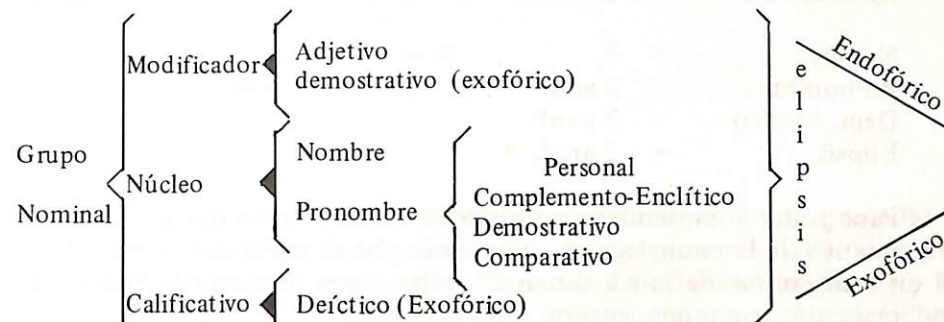 Modificador
Adjetivo
demostrativo (exofórico)
Grupo
Nominal
Núcleo
Nombre
Pronombre
Personal
Complemento-Enclítico
Demostrativo
Comparativo
Calificativo
Deíctico (Exofórico)
elipsis
Endofórico
Exofórico